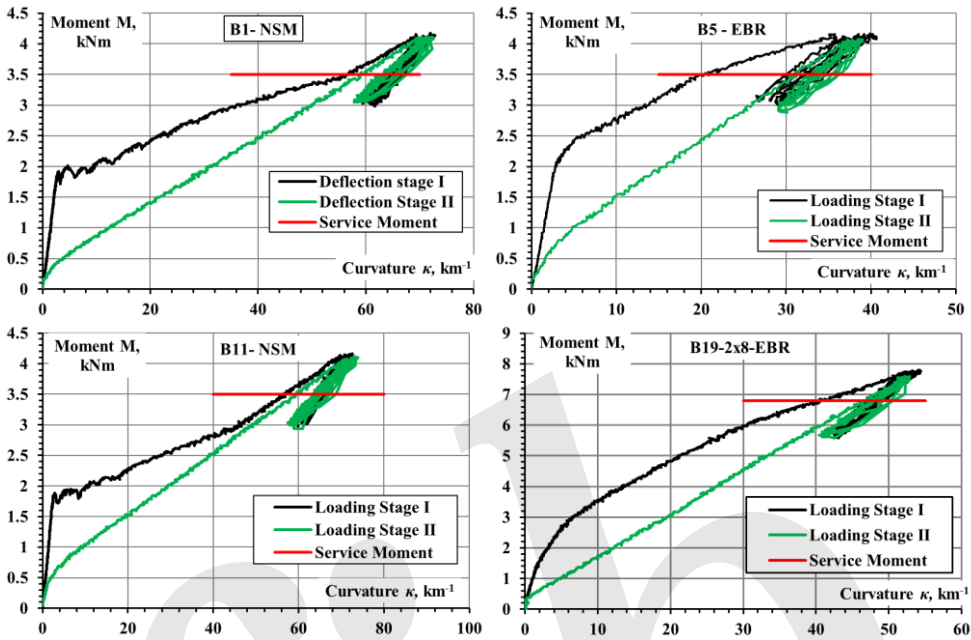 4.5
4
3.5
3
2.5
2
1.5
1
0.5
0
Moment M,
kNm
B1- NSM
Deflection stage I
Deflection Stage II
Service Moment
Curvature κ, km-1
0 20 40 60 80
4.5
4
3.5
3
2.5
2
1.5
1
0.5
0
Moment M,
kNm
B5 - EBR
Loading Stage I
Loading Stage II
Service Moment
Curvature κ, km-1
0 10 20 30 40 50
4.5
4
3.5
3
2.5
2
1.5
1
0.5
0
Moment M,
kNm
B11- NSM
Loading Stage I
Loading Stage II
Service Moment
Curvature κ, km-1
0 20 40 60 80 100
9
8
7
6
5
4
3
2
1
0
Moment M,
kNm
B19-2x8-EBR
Loading Stage I
Loading Stage II
Service Moment
Curvature κ, km-1
0 10 20 30 40 50 60